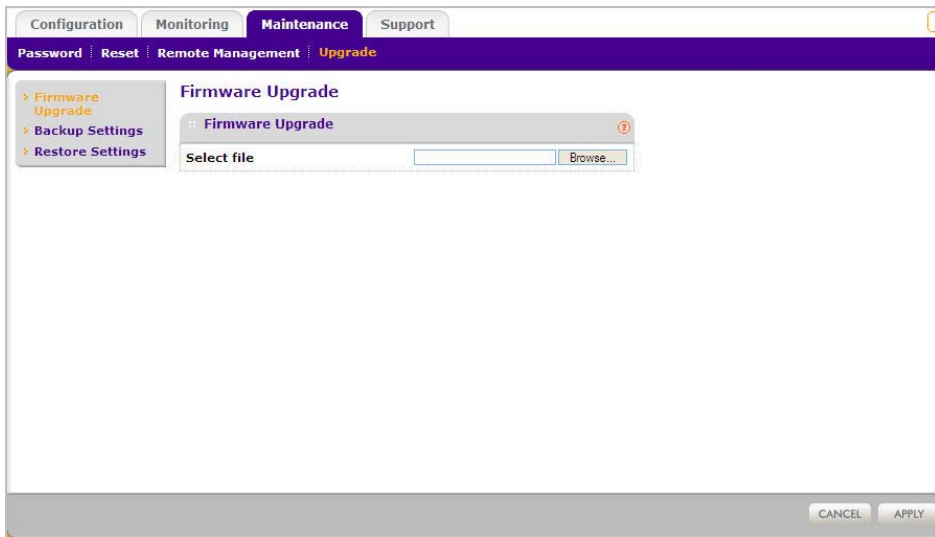 Configuration Monitoring Maintenance Support
Password Reset Remote Management Upgrade
Firmware
Upgrade
Backup Settings
Restore Settings
Firmware Upgrade
Firmware Upgrade ?
Select file Browse...
CANCEL APPLY